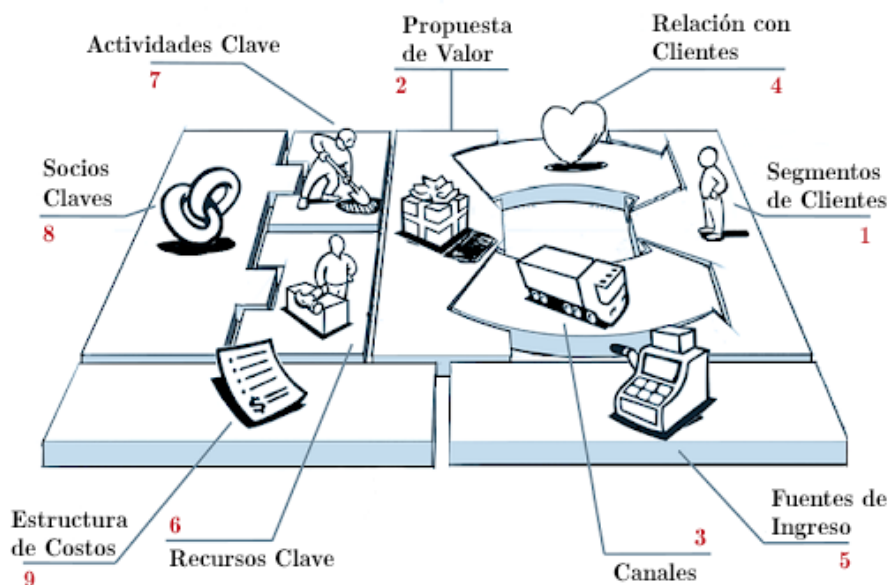 Actividades Clave
7
Propuesta
de Valor
2
Relación con
Clientes
4
Socios
Claves
8
Segmentos
de Clientes
1
$
Estructura
de Costos
9
6
Recursos Clave
3
Canales
Fuentes de
Ingreso
5